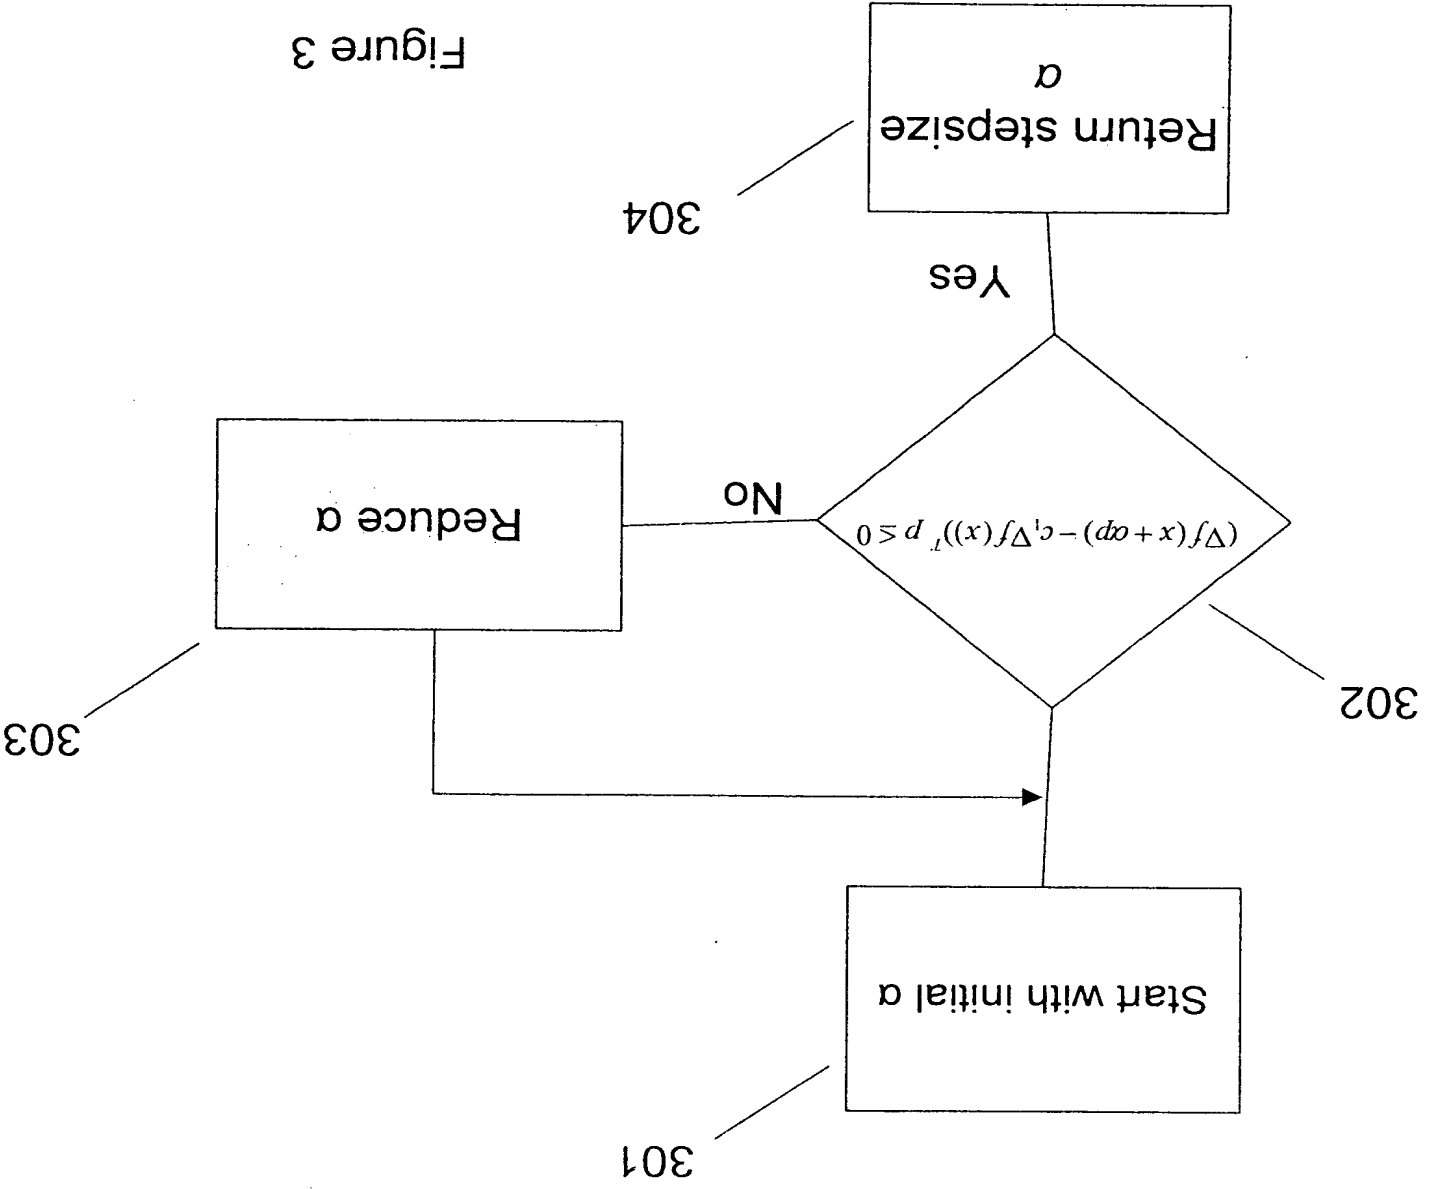 301
Start with initial α
302
(∇f(x + αp) − c₁∇f(x))ᵀ p ≤ 0
No
303
Reduce α
Yes
304
Return stepsize
α
Figure 3